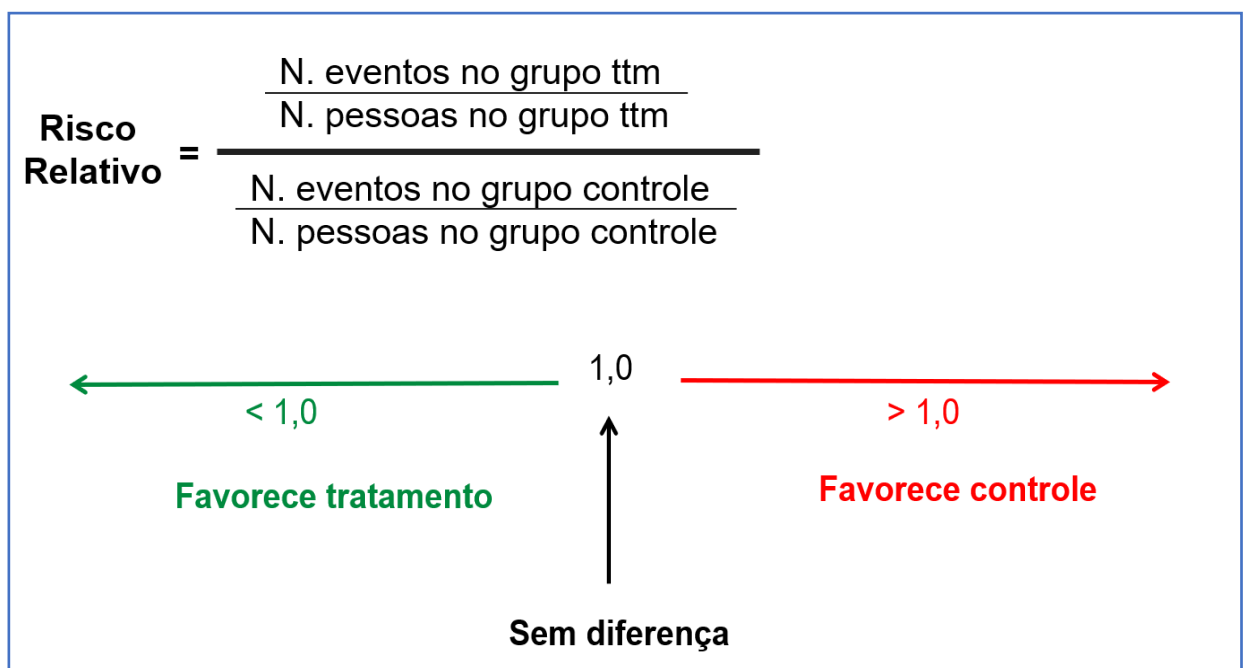 N. eventos no grupo ttm
N. pessoas no grupo ttm
Risco
Relativo
=
N. eventos no grupo controle
N. pessoas no grupo controle
1,0
< 1,0
> 1,0
Favorece tratamento
Favorece controle
Sem diferença